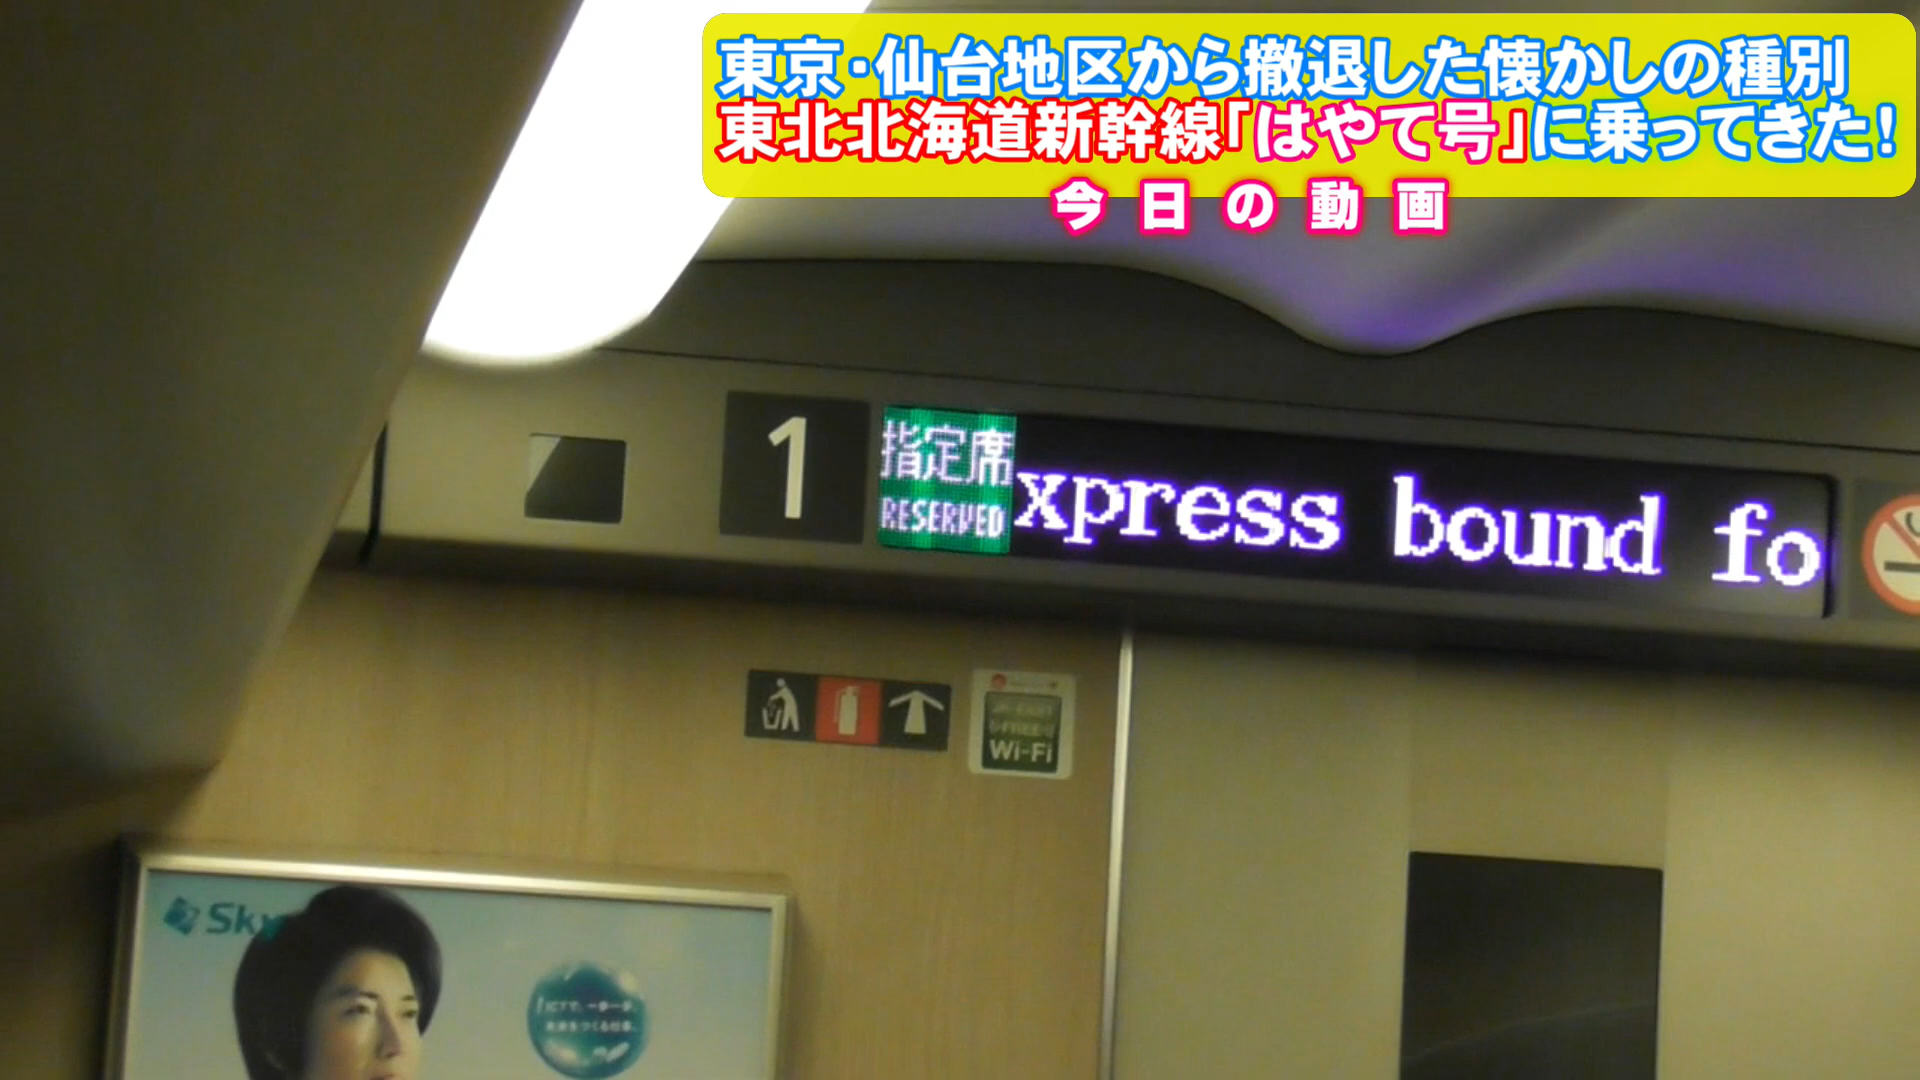 東京・仙台地区から撤退した懐かしの種別
東北北海道新幹線「はやて号」に乗ってきた!
今日の動画
1
指定席
RESERVED
xpress bound fo
Wi-Fi
Sky